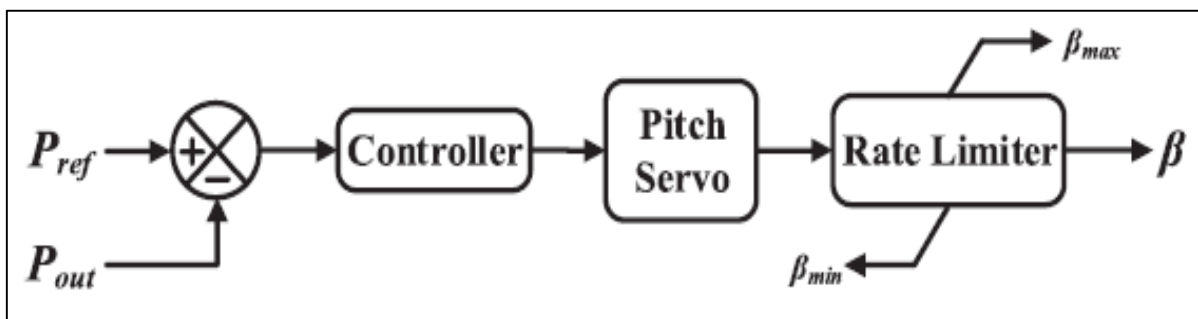 P_ref
+
−
P_out
Controller
Pitch
Servo
Rate Limiter
β_max
β_min
β